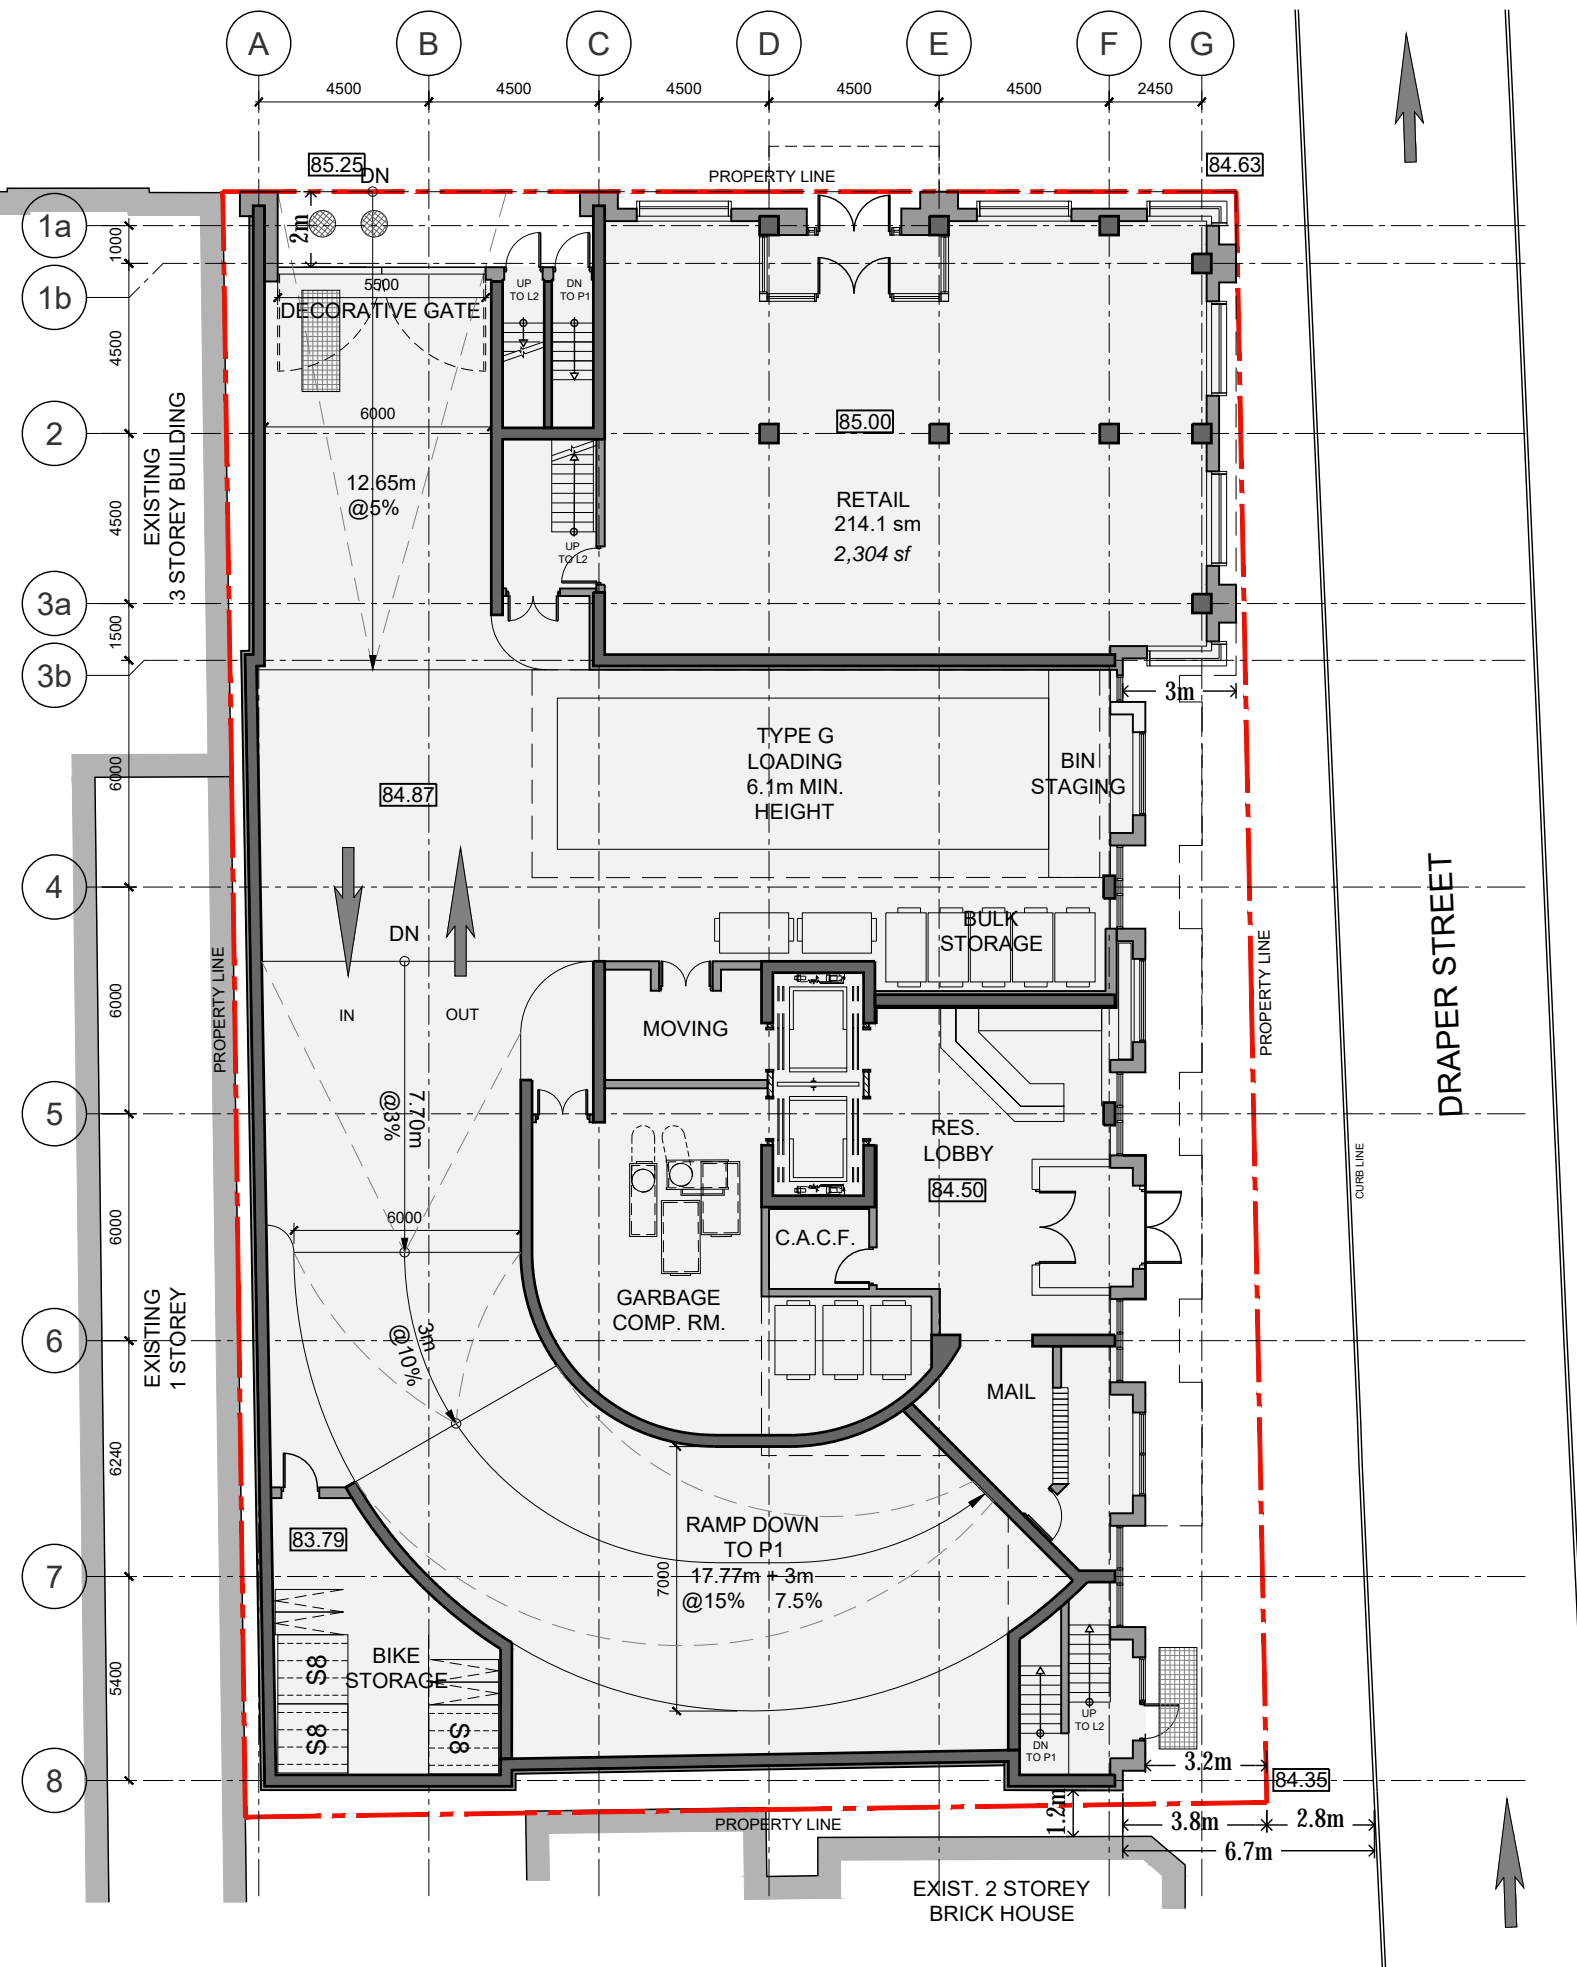 A
B
C
D
E
F
G
4500
4500
4500
4500
4500
2450
85.25
DN
PROPERTY LINE
84.63
1a
2m
1000
1b
5500
DECORATIVE GATE
UP
TO L2
DN
TO P1
4500
EXISTING
3 STOREY BUILDING
2
6000
85.00
12.65m
@5%
RETAIL
214.1 sm
2,304 sf
4500
UP
TO L2
3a
1500
3b
3m
TYPE G
LOADING
6.1m MIN.
HEIGHT
BIN
STAGING
6000
84.87
4
DRAPER STREET
BULK
STORAGE
DN
PROPERTY LINE
PROPERTY LINE
6000
IN
OUT
MOVING
7.70m
@3%
5
RES.
LOBBY
84.50
CURB LINE
6000
6000
C.A.C.F.
GARBAGE
COMP. RM.
3m
@10%
EXISTING
1 STOREY
6
MAIL
6240
83.79
RAMP DOWN
TO P1
17.77m + 3m
@15% 7.5%
7000
7
BIKE
STORAGE
S8
S8
S8
5400
UP
TO L2
DN
TO P1
3.2m
84.35
8
1.2m
PROPERTY LINE
3.8m
2.8m
6.7m
EXIST. 2 STOREY
BRICK HOUSE